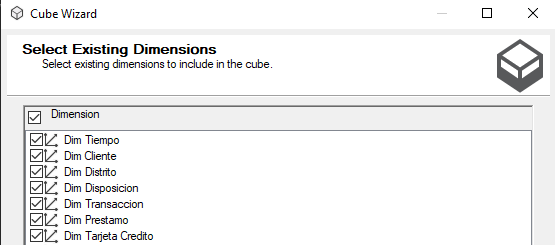 Cube Wizard
Select Existing Dimensions
Select existing dimensions to include in the cube.
Dimension
Dim Tiempo
Dim Cliente
Dim Distrito
Dim Disposicion
Dim Transaccion
Dim Prestamo
Dim Tarjeta Credito